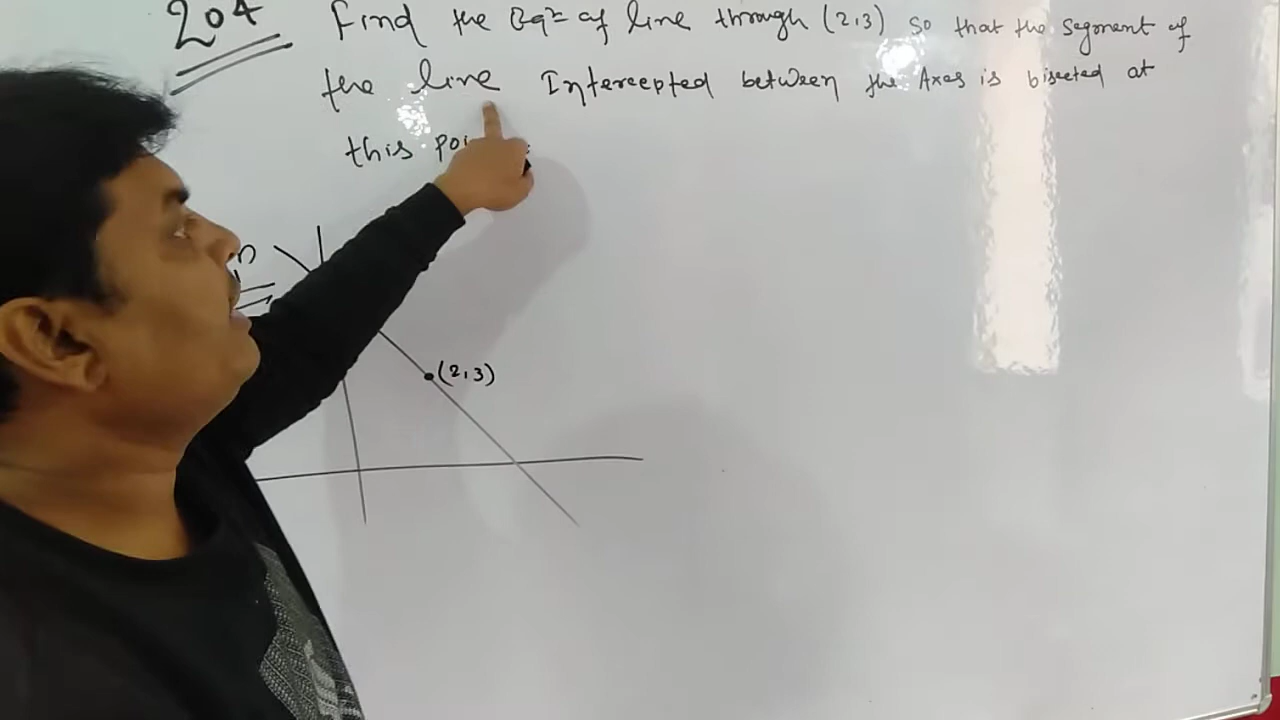 204
Find the Eqn of line through (2,3) so that the segment of
the line Intercepted between the Axes is bisected at
this
(2,3)